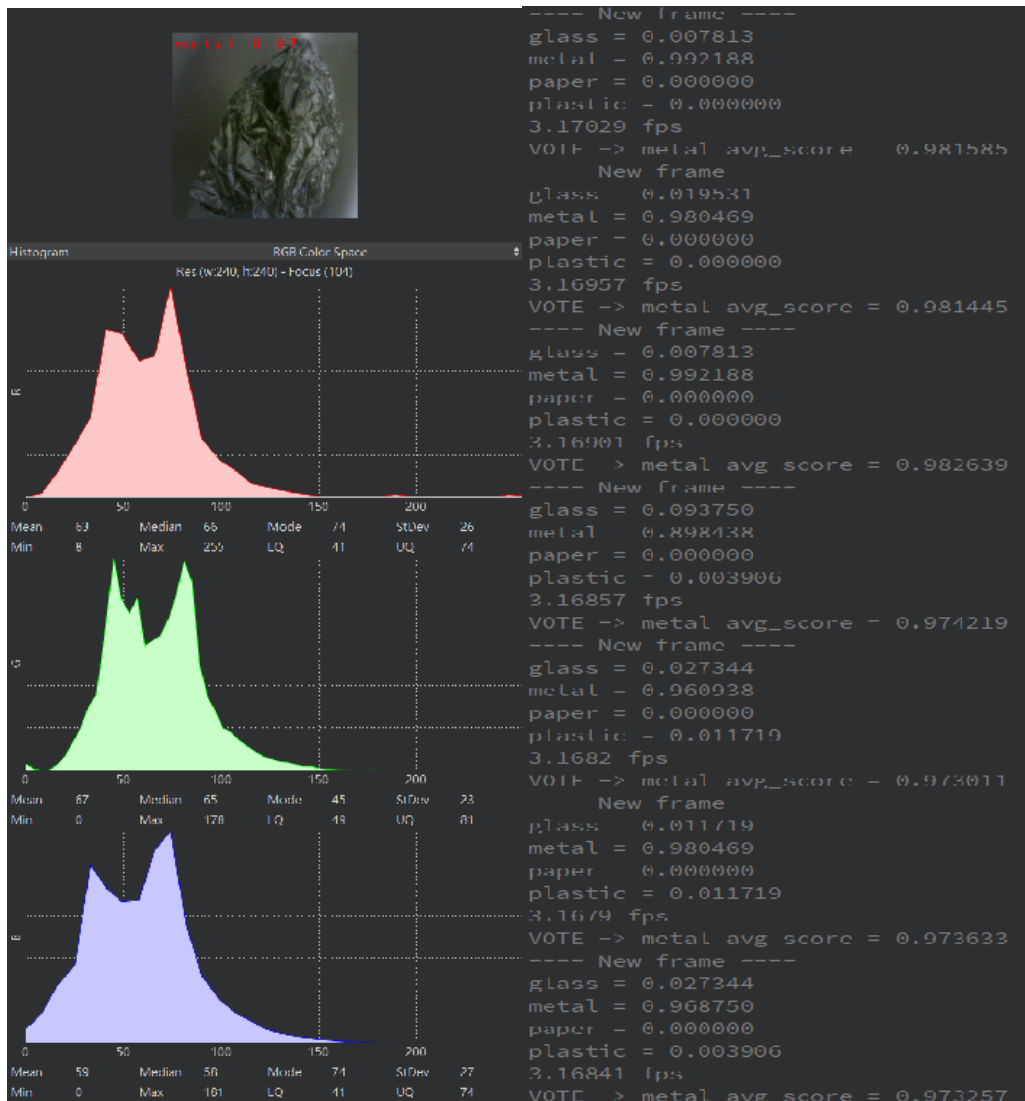 metal 0.97
Histogram RGB Color Space
Res (w:240, h:240) - Focus (104)
R
0 50 100 150 200
Mean 63 Median 66 Mode 74 StDev 26
Min 8 Max 255 LQ 41 UQ 74
G
0 50 100 150 200
Mean 67 Median 65 Mode 45 StDev 23
Min 0 Max 178 LQ 49 UQ 81
B
0 50 100 150 200
Mean 59 Median 58 Mode 74 StDev 27
Min 0 Max 181 LQ 41 UQ 74
---- New frame ----
glass = 0.007813
metal = 0.992188
paper = 0.000000
plastic = 0.000000
3.17029 fps
VOTE -> metal avg_score = 0.981585
---- New frame ----
glass = 0.019531
metal = 0.980469
paper = 0.000000
plastic = 0.000000
3.16957 fps
VOTE -> metal avg_score = 0.981445
---- New frame ----
glass = 0.007813
metal = 0.992188
paper = 0.000000
plastic = 0.000000
3.16901 fps
VOTE -> metal avg_score = 0.982639
---- New frame ----
glass = 0.093750
metal = 0.898438
paper = 0.000000
plastic = 0.003906
3.16857 fps
VOTE -> metal avg_score = 0.974219
---- New frame ----
glass = 0.027344
metal = 0.960938
paper = 0.000000
plastic = 0.011719
3.1682 fps
VOTE -> metal avg_score = 0.973011
---- New frame ----
glass = 0.011719
metal = 0.980469
paper = 0.000000
plastic = 0.011719
3.1679 fps
VOTE -> metal avg_score = 0.973633
---- New frame ----
glass = 0.027344
metal = 0.968750
paper = 0.000000
plastic = 0.003906
3.16841 fps
VOTE -> metal avg_score = 0.973257